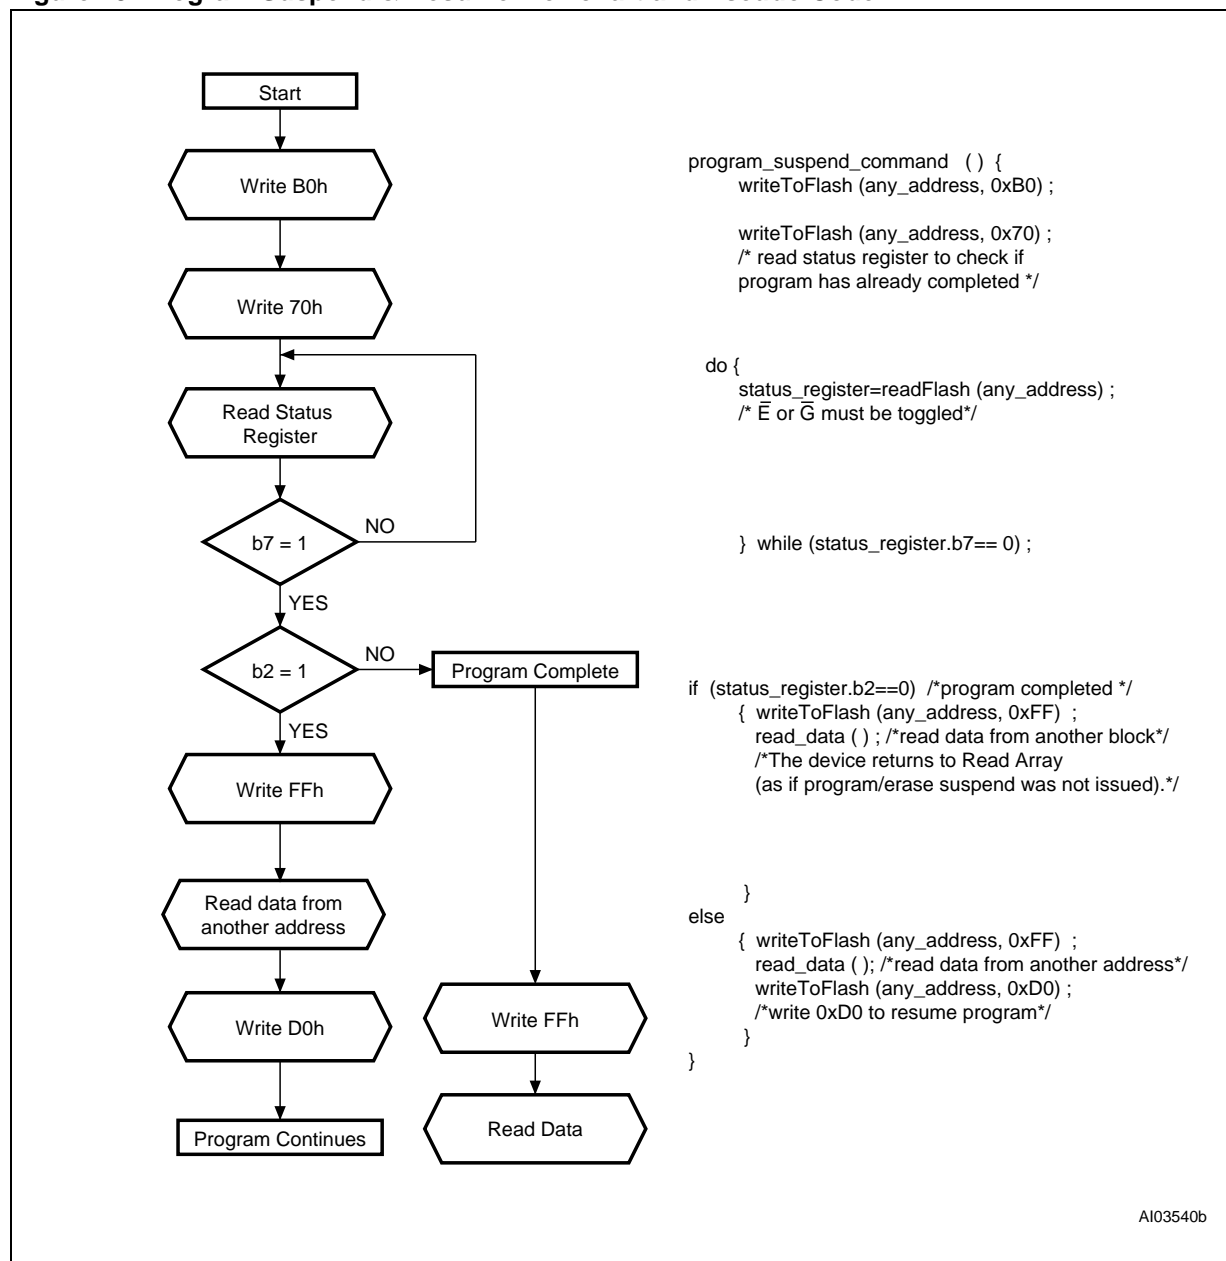 Start
Write B0h
Write 70h
Read Status
Register
b7 = 1
NO
YES
b2 = 1
NO
Program Complete
YES
Write FFh
Read data from
another address
Write D0h
Program Continues
Write FFh
Read Data
program_suspend_command ( ) {
writeToFlash (any_address, 0xB0) ;
writeToFlash (any_address, 0x70) ;
/* read status register to check if
program has already completed */
do {
status_register=readFlash (any_address) ;
/* E̅ or G̅ must be toggled*/
} while (status_register.b7== 0) ;
if (status_register.b2==0) /*program completed */
{ writeToFlash (any_address, 0xFF) ;
read_data ( ) ; /*read data from another block*/
/*The device returns to Read Array
(as if program/erase suspend was not issued).*/
}
else
{ writeToFlash (any_address, 0xFF) ;
read_data ( ); /*read data from another address*/
writeToFlash (any_address, 0xD0) ;
/*write 0xD0 to resume program*/
}
}
AI03540b